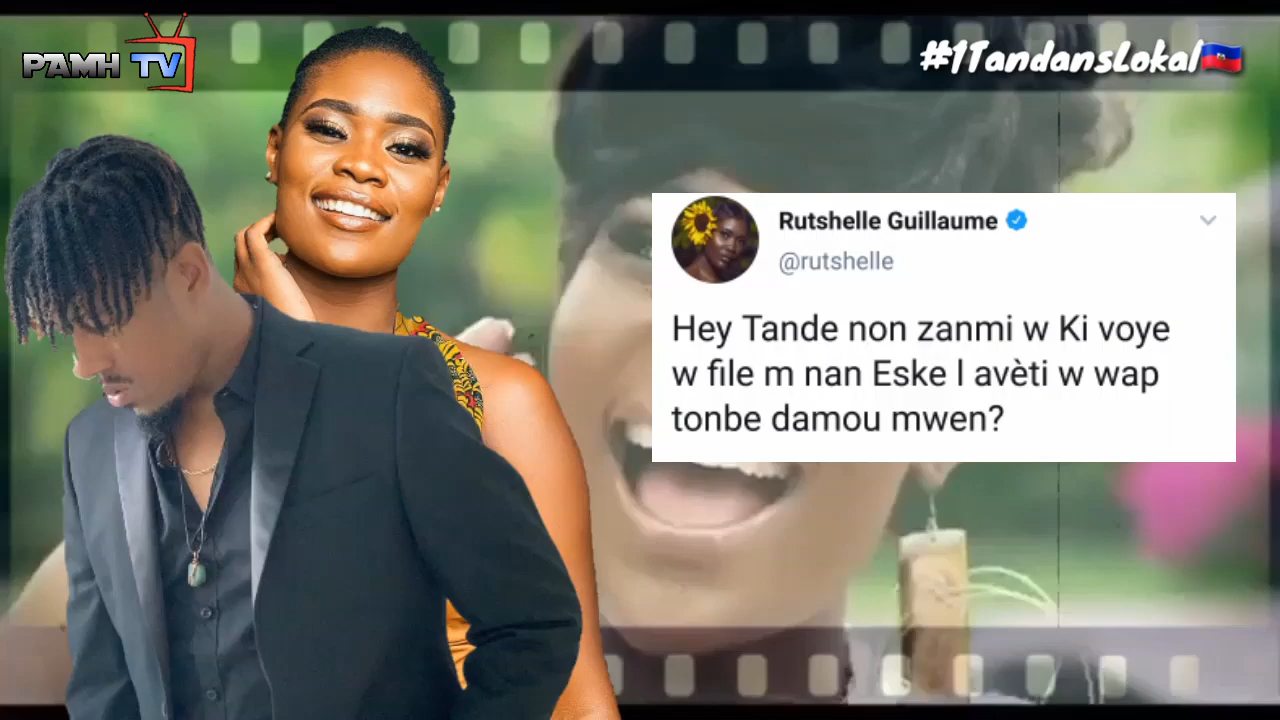 PAMH TV
#1TandansLokal🇭🇹
Rutshelle Guillaume
@rutshelle
Hey Tande non zanmi w Ki voye
w file m nan Eske l avèti w wap
tonbe damou mwen?